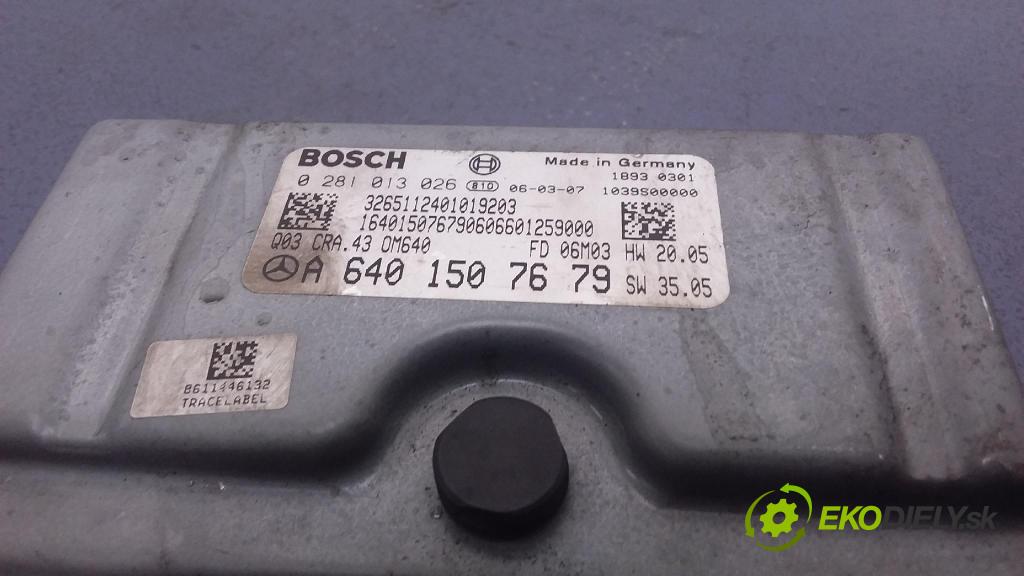 BOSCH Made in Germany
0 281 013 026 810 06-03-07 1893 0301
1039S00000
3265112401019203
164015076790606601259000
Q03 CRA.43 OM640 FD 06M03 HW 20.05
A 640 150 76 79 SW 35.05
8611446132
TRACELABEL
EKODIELY.sk